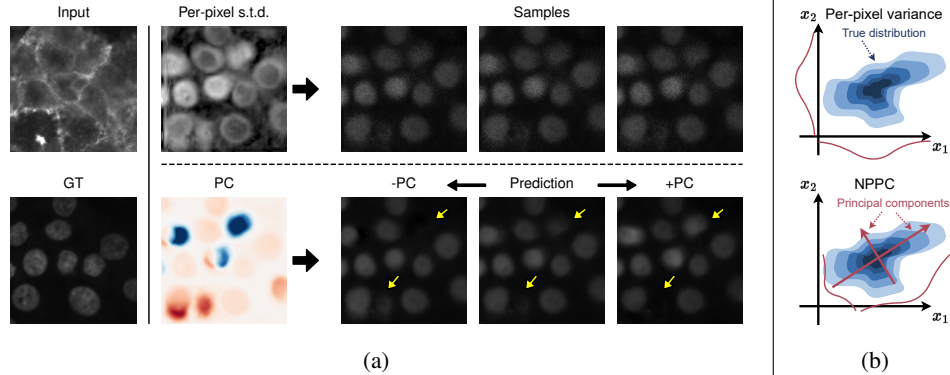 Input
Per-pixel s.t.d.
Samples
GT
PC
-PC
Prediction
+PC
(a)
x₂
Per-pixel variance
True distribution
x₁
x₂
NPPC
Principal components
x₁
(b)